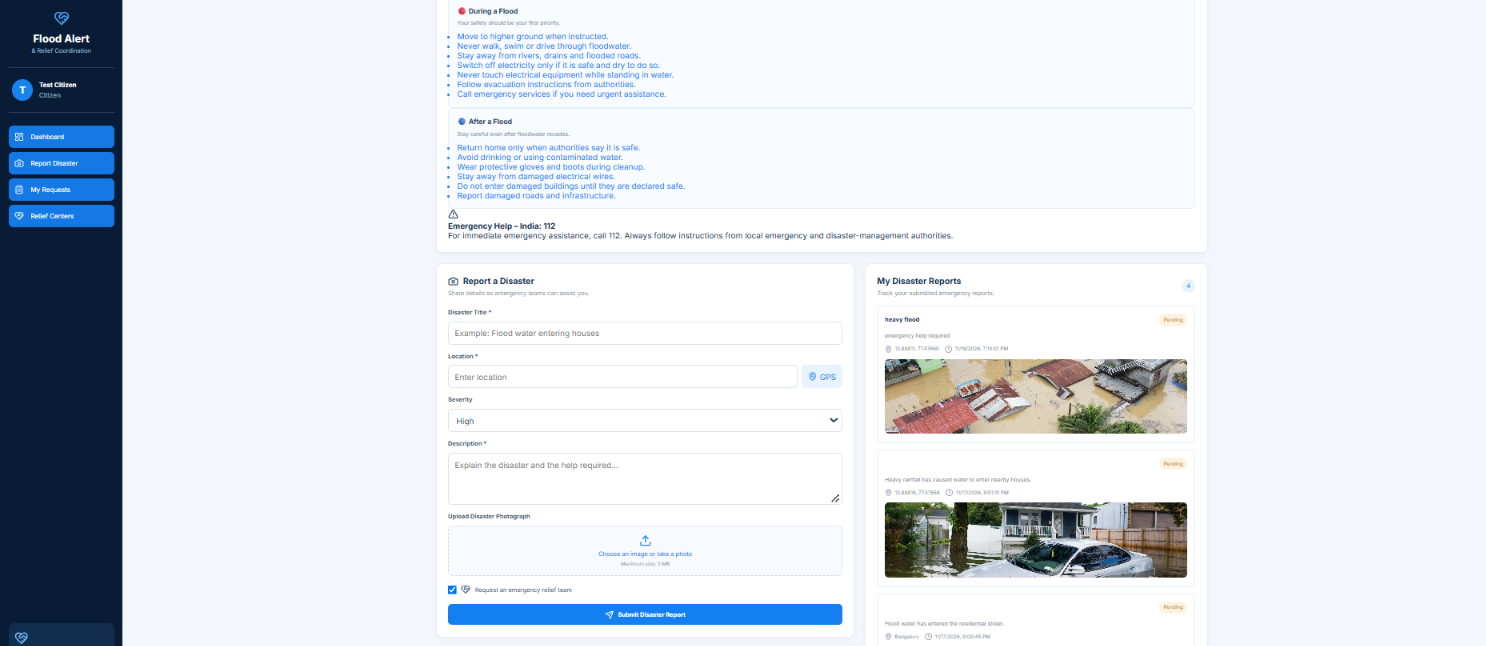 Flood Alert
& Relief Coordination
T
Test Citizen
Citizen
Dashboard
Report Disaster
My Requests
Relief Centers
During a Flood
Your safety should be your first priority.
Move to higher ground when instructed.
Never walk, swim or drive through floodwater.
Stay away from rivers, drains and flooded roads.
Switch off electricity only if it is safe and dry to do so.
Never touch electrical equipment while standing in water.
Follow evacuation instructions from authorities.
Call emergency services if you need urgent assistance.
After a Flood
Stay careful even after floodwater recedes.
Return home only when authorities say it is safe.
Avoid drinking or using contaminated water.
Wear protective gloves and boots during cleanup.
Stay away from damaged electrical wires.
Do not enter damaged buildings until they are declared safe.
Report damaged roads and infrastructure.
Emergency Help – India: 112
For immediate emergency assistance, call 112. Always follow instructions from local emergency and disaster-management authorities.
Report a Disaster
Share details so emergency teams can assist you.
Disaster Title *
Example: Flood water entering houses
Location *
Enter location
GPS
Severity
High
Description *
Explain the disaster and the help required...
Upload Disaster Photograph
Choose an image or take a photo
Maximum size: 3 MB
Request an emergency relief team
Submit Disaster Report
My Disaster Reports
4
Track your submitted emergency reports.
heavy flood
Pending
emergency help required
Pending
Heavy rainfall has caused water to enter nearby houses.
Pending
Flood water has entered the residential street.
Bengaluru